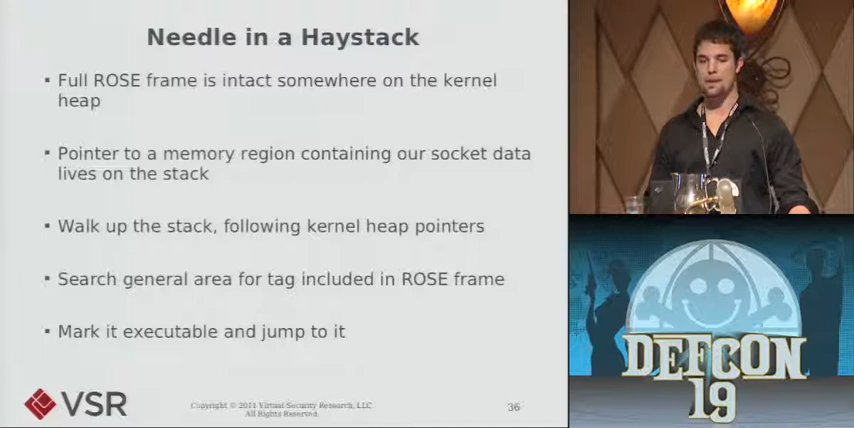 Needle in a Haystack
▪ Full ROSE frame is intact somewhere on the kernel
heap
▪ Pointer to a memory region containing our socket data
lives on the stack
▪ Walk up the stack, following kernel heap pointers
▪ Search general area for tag included in ROSE frame
▪ Mark it executable and jump to it
VSR
Copyright © 2011 Virtual Security Research, LLC.
All Rights Reserved.
36
DEFCON
19